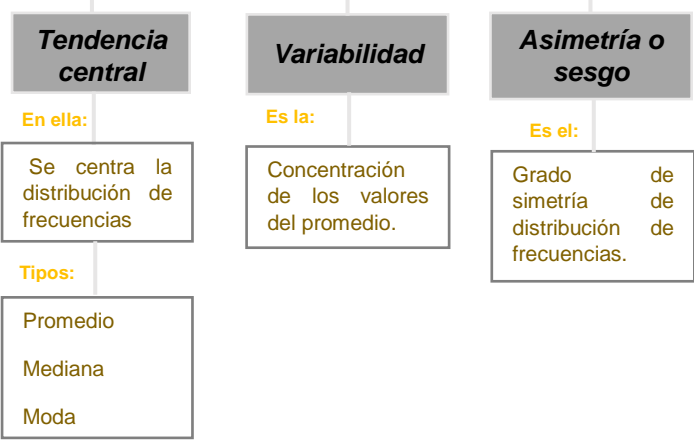 Tendencia
central
En ella:
Se centra la
distribución de
frecuencias
Tipos:
Promedio
Mediana
Moda
Variabilidad
Es la:
Concentración
de los valores
del promedio.
Asimetría o
sesgo
Es el:
Grado de
simetría de
distribución de
frecuencias.